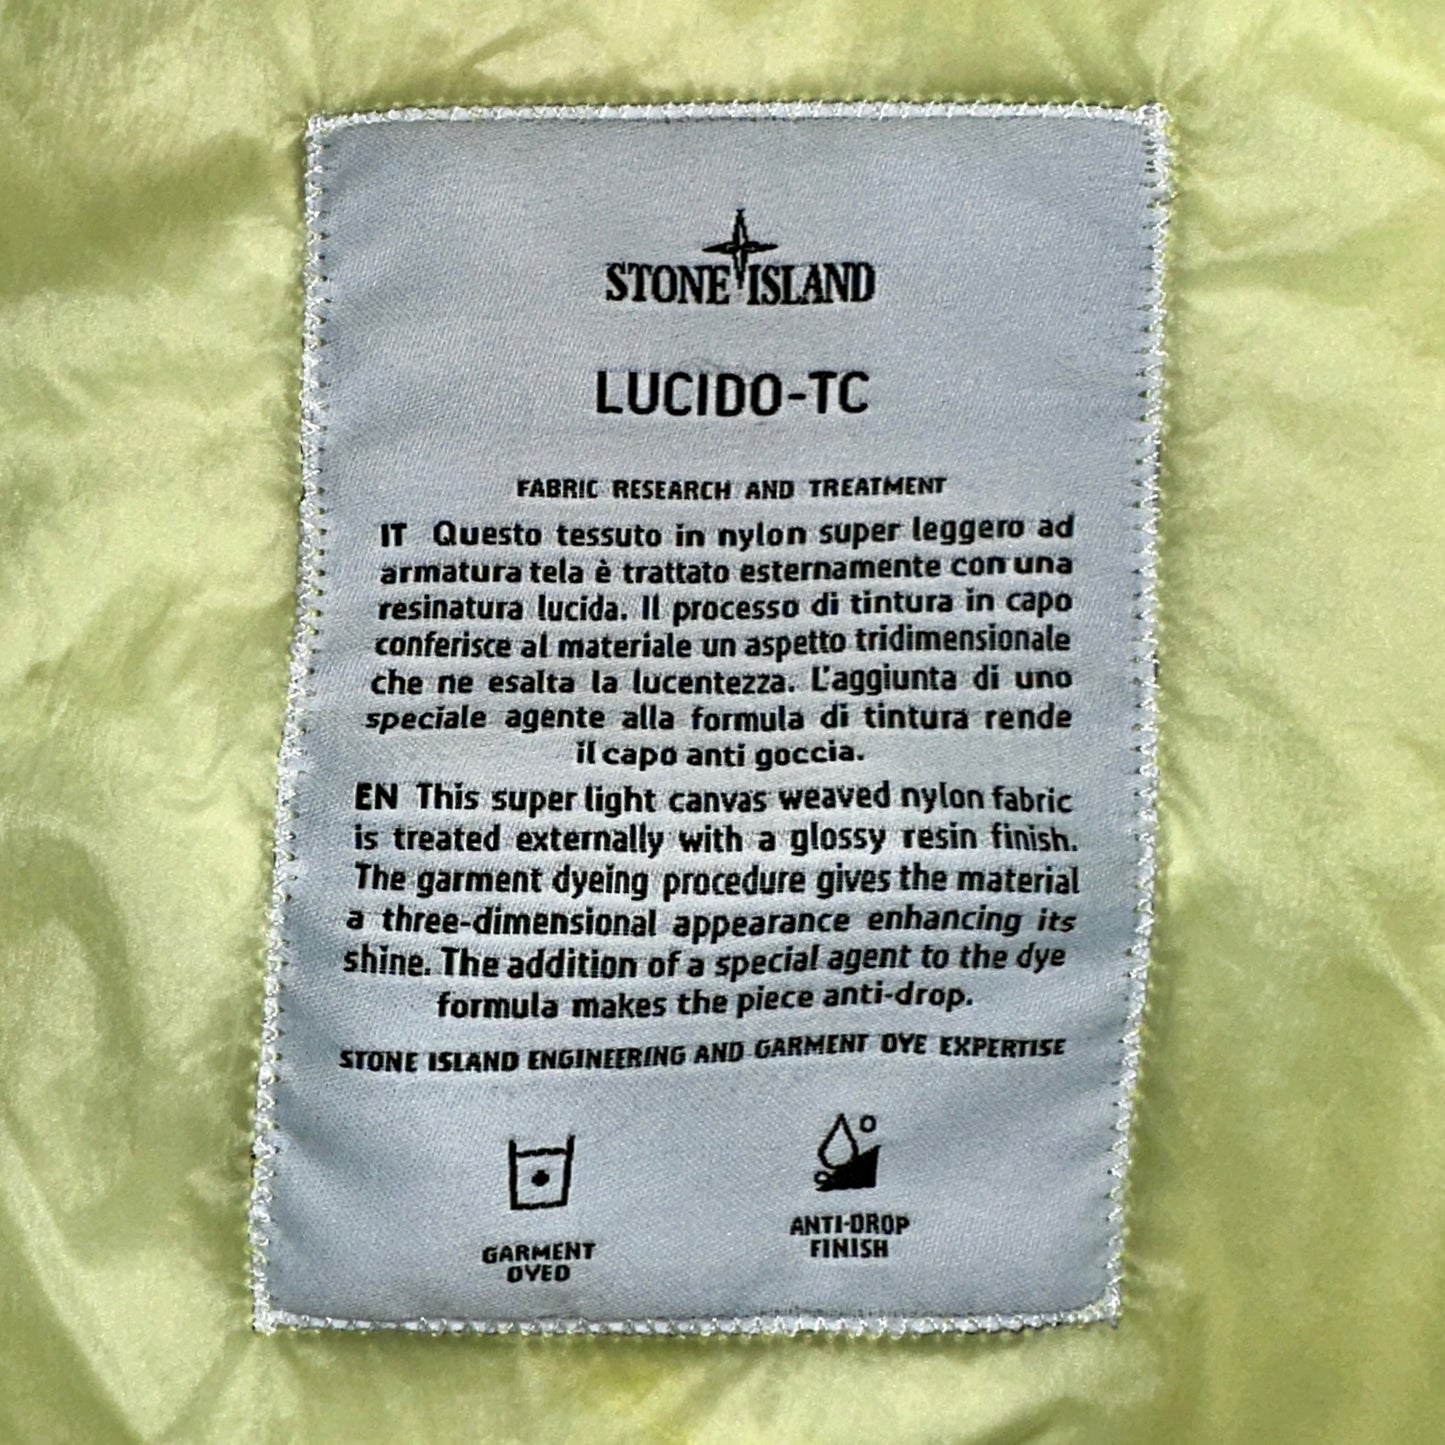 STONE ISLAND
LUCIDO-TC
FABRIC RESEARCH AND TREATMENT
IT Questo tessuto in nylon super leggero ad
armatura tela è trattato esternamente con una
resinatura lucida. Il processo di tintura in capo
conferisce al materiale un aspetto tridimensionale
che ne esalta la lucentezza. L'aggiunta di uno
speciale agente alla formula di tintura rende
il capo anti goccia.
EN This super light canvas weaved nylon fabric
is treated externally with a glossy resin finish.
The garment dyeing procedure gives the material
a three-dimensional appearance enhancing its
shine. The addition of a special agent to the dye
formula makes the piece anti-drop.
STONE ISLAND ENGINEERING AND GARMENT DYE EXPERTISE
GARMENT
DYED
ANTI-DROP
FINISH